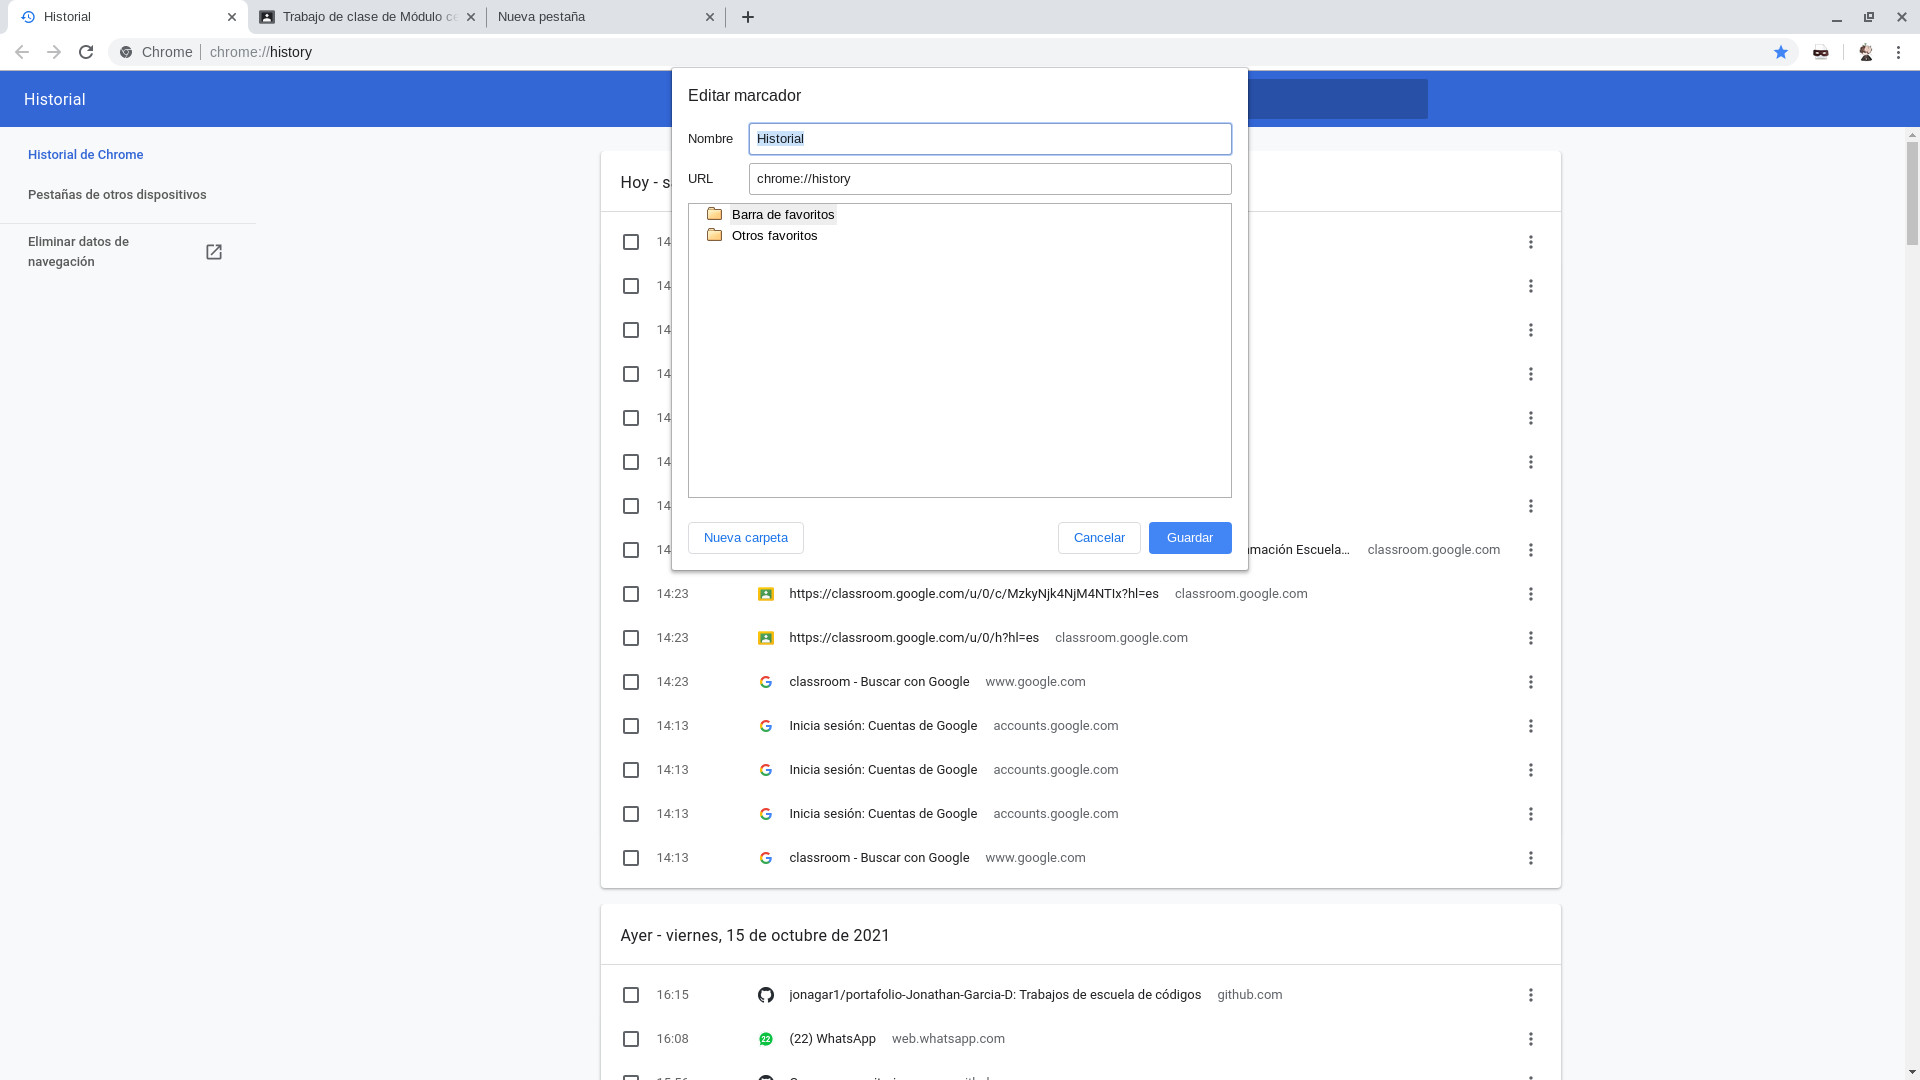 Historial
Trabajo de clase de Módulo
Nueva pestaña
Chrome
chrome://history
Historial
Editar marcador
Nombre
Historial
URL
chrome://history
Barra de favoritos
Otros favoritos
Nueva carpeta
Cancelar
Guardar
Historial de Chrome
Pestañas de otros dispositivos
Eliminar datos de
navegación
Hoy -
14
14
14
14
14
14
14
14 Escuela… classroom.google.com
14:23 https://classroom.google.com/u/0/c/MzkyNjk4NjM4NTIx?hl=es classroom.google.com
14:23 https://classroom.google.com/u/0/h?hl=es classroom.google.com
14:23 classroom - Buscar con Google www.google.com
14:13 Inicia sesión: Cuentas de Google accounts.google.com
14:13 Inicia sesión: Cuentas de Google accounts.google.com
14:13 Inicia sesión: Cuentas de Google accounts.google.com
14:13 classroom - Buscar con Google www.google.com
Ayer - viernes, 15 de octubre de 2021
16:15 jonagar1/portafolio-Jonathan-Garcia-D: Trabajos de escuela de códigos github.com
16:08 22 (22) WhatsApp web.whatsapp.com